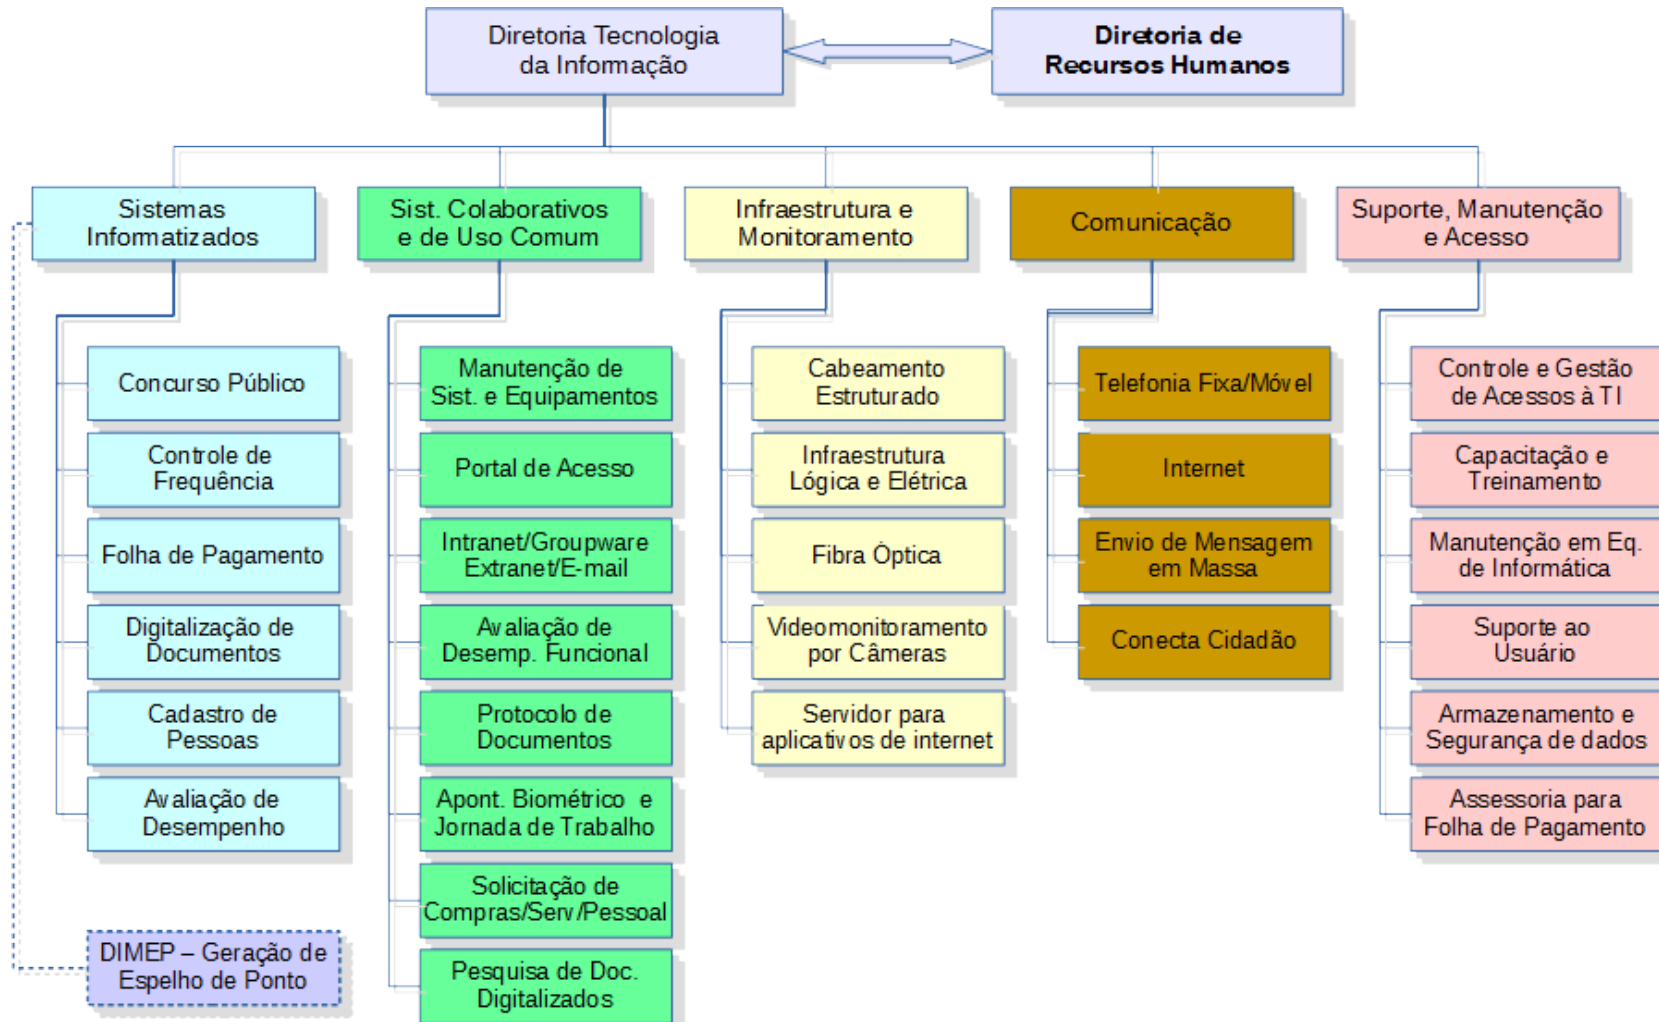 Diretoria Tecnologia
da Informação
Diretoria de
Recursos Humanos
Sistemas
Informatizados
Sist. Colaborativos
e de Uso Comum
Infraestrutura e
Monitoramento
Comunicação
Suporte, Manutenção
e Acesso
Concurso Público
Controle de
Frequência
Folha de Pagamento
Digitalização de
Documentos
Cadastro de
Pessoas
Avaliação de
Desempenho
DIMEP – Geração de
Espelho de Ponto
Manutenção de
Sist. e Equipamentos
Portal de Acesso
Intranet/Groupware
Extranet/E-mail
Avaliação de
Desemp. Funcional
Protocolo de
Documentos
Apont. Biométrico e
Jornada de Trabalho
Solicitação de
Compras/Serv/Pessoal
Pesquisa de Doc.
Digitalizados
Cabeamento
Estruturado
Infraestrutura
Lógica e Elétrica
Fibra Óptica
Videomonitoramento
por Câmeras
Servidor para
aplicativos de internet
Telefonia Fixa/Móvel
Internet
Envio de Mensagem
em Massa
Conecta Cidadão
Controle e Gestão
de Acessos à TI
Capacitação e
Treinamento
Manutenção em Eq.
de Informática
Suporte ao
Usuário
Armazenamento e
Segurança de dados
Assessoria para
Folha de Pagamento